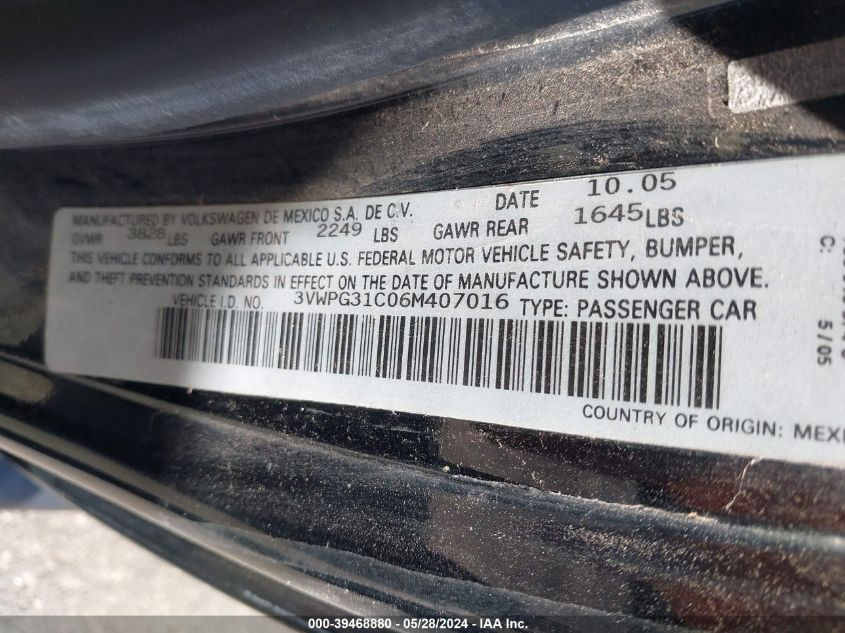 MANUFACTURED BY VOLKSWAGEN DE MEXICO S.A. DE C.V. DATE 10.05
GVWR 3828 LBS GAWR FRONT 2249 LBS GAWR REAR 1645 LBS
THIS VEHICLE CONFORMS TO ALL APPLICABLE U.S. FEDERAL MOTOR VEHICLE SAFETY, BUMPER,
AND THEFT PREVENTION STANDARDS IN EFFECT ON THE DATE OF MANUFACTURE SHOWN ABOVE.
VEHICLE I.D. NO. 3VWPG31C06M407016 TYPE: PASSENGER CAR
COUNTRY OF ORIGIN: MEXI
C: 5/05
000-39468880 - 05/28/2024 - IAA Inc.